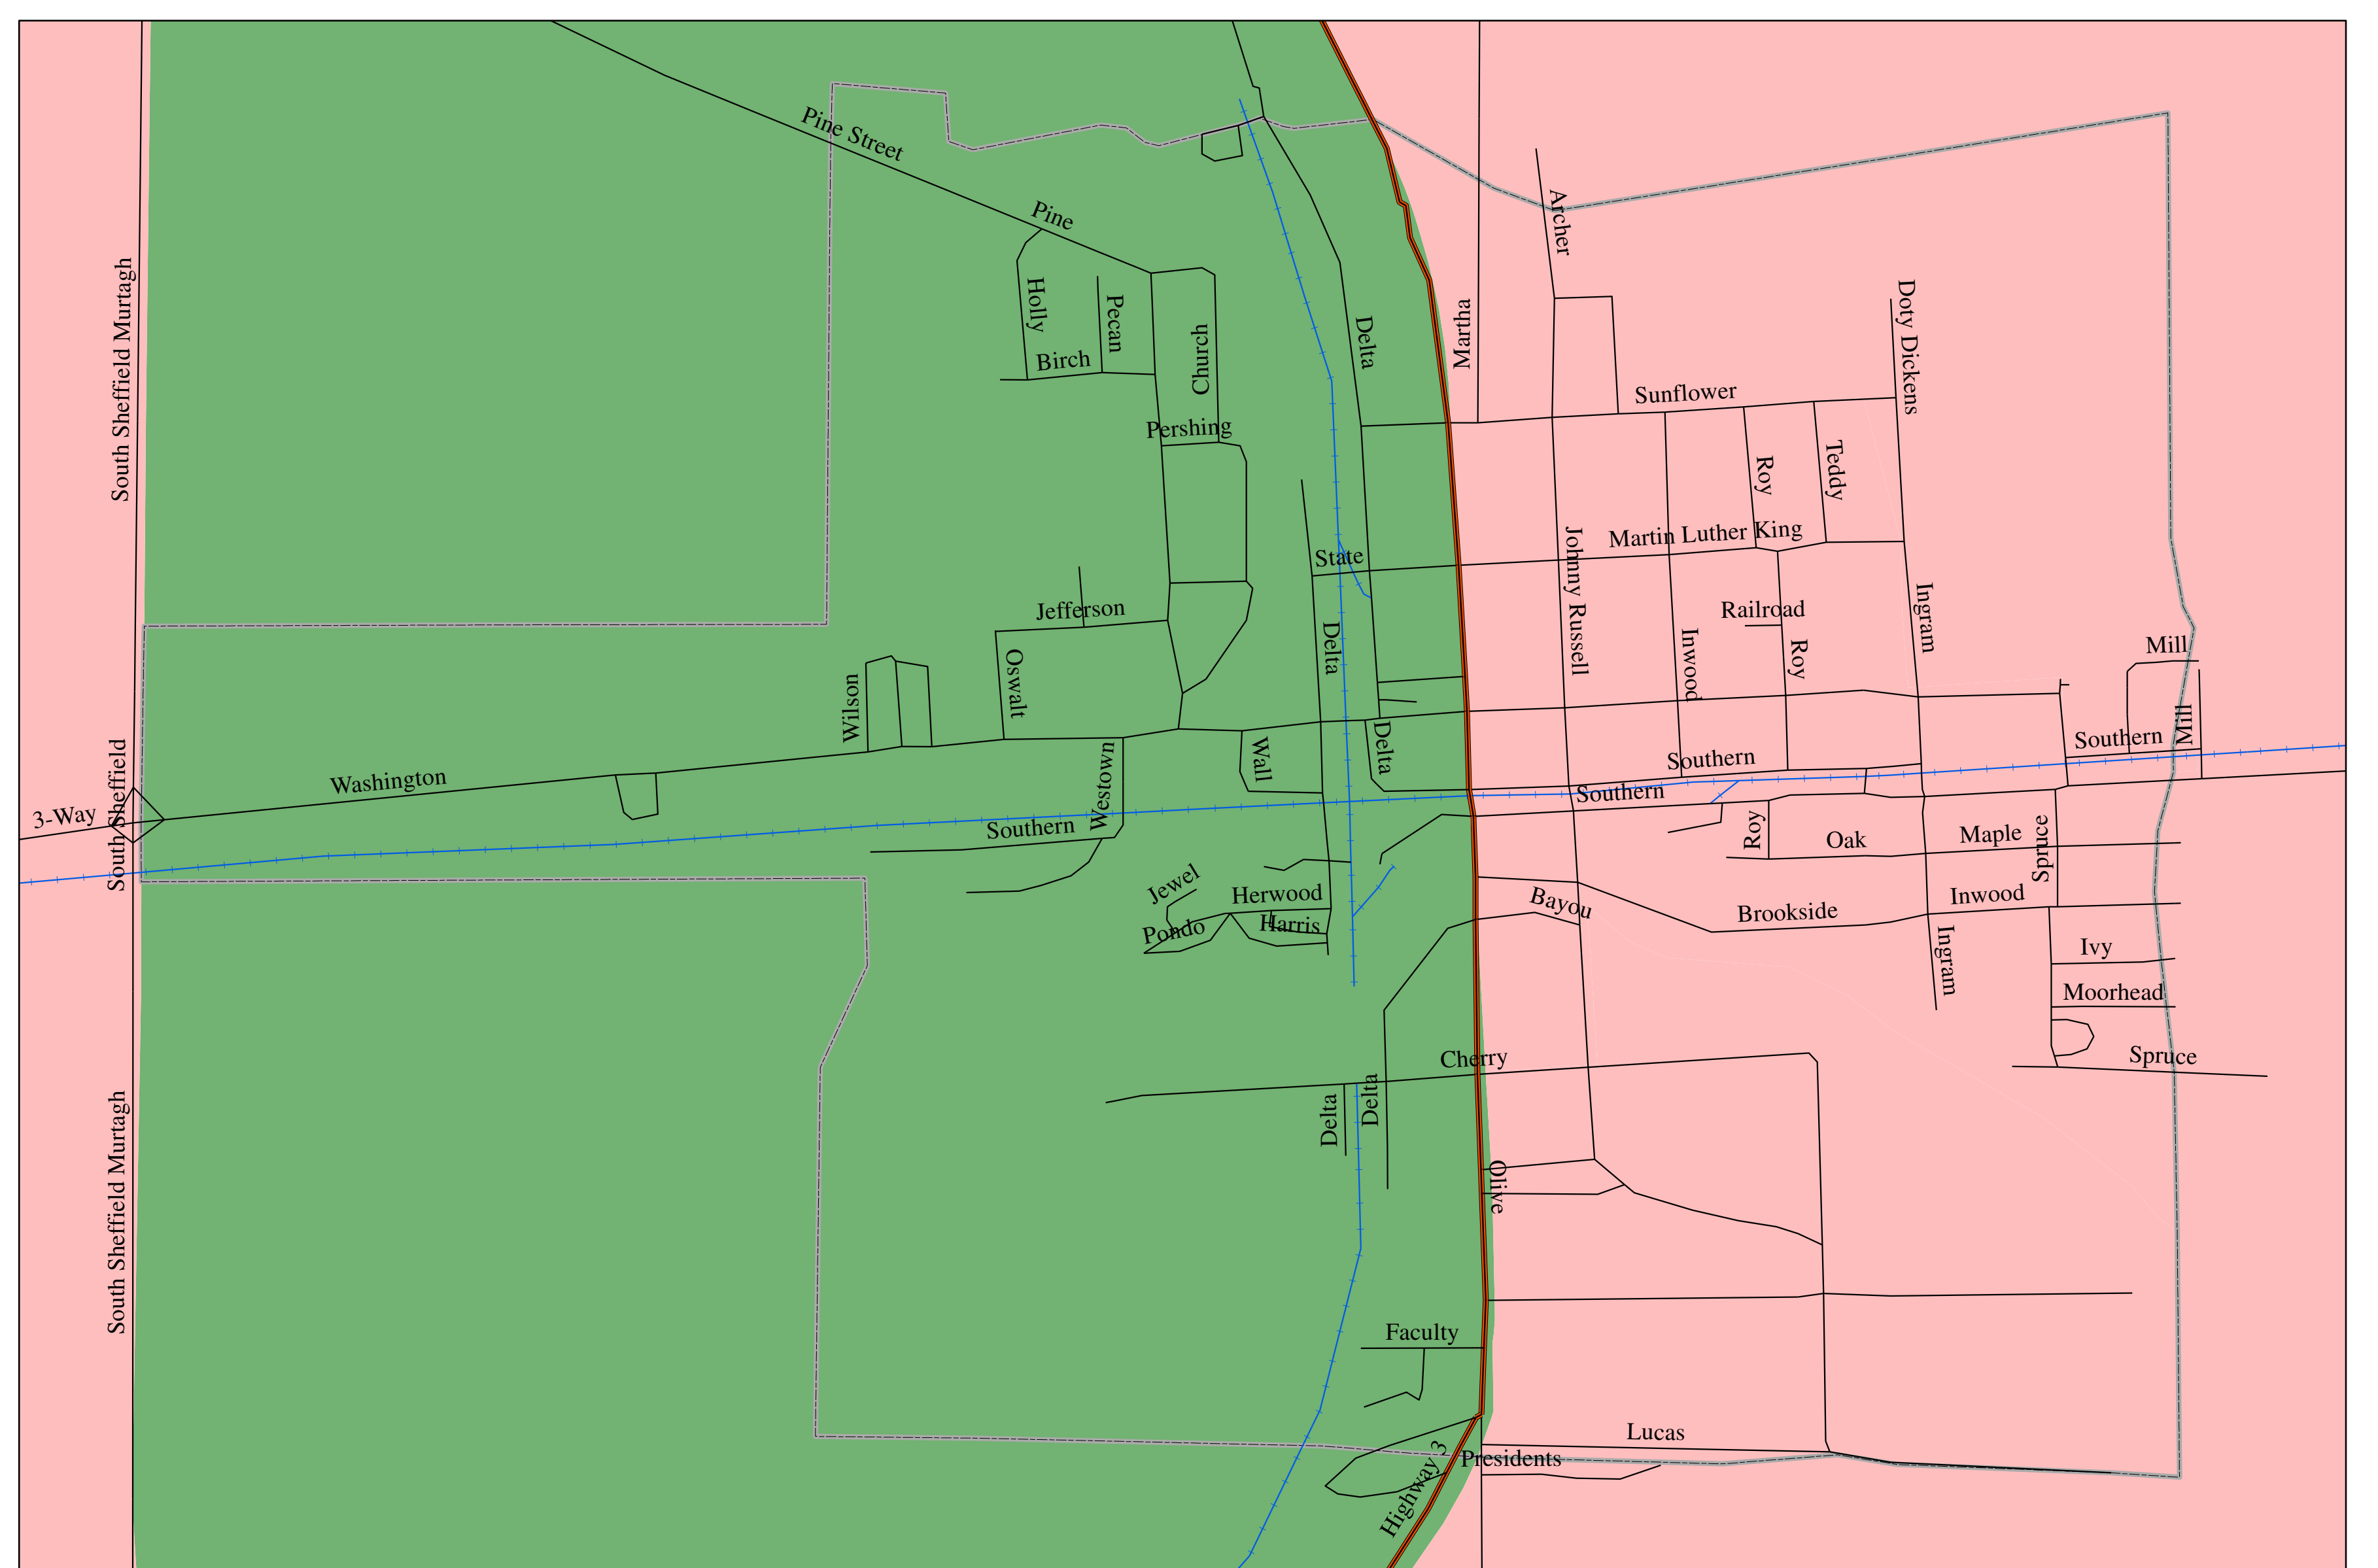 Pine Street
Pine
Archer
South Sheffield Murtagh
Holly
Pecan
Church
Delta
Martha
Doty Dickens
Birch
Sunflower
Pershing
Roy
Teddy
Martin Luther King
State
Johnny Russell
Jefferson
Railroad
Ingram
Delta
Inwood
Roy
Mill
Oswalt
Wilson
Mill
Wall
Delta
Southern
Southern
Westown
Washington
Southern
3-Way
South Sheffield
Southern
Roy
Oak
Maple
Spruce
Jewel
Herwood
Harris
Pondo
Bayou
Brookside
Inwood
Ivy
Ingram
Moorhead
Cherry
Spruce
Delta
Delta
South Sheffield Murtagh
Olive
Faculty
Lucas
Presidents
Highway 3